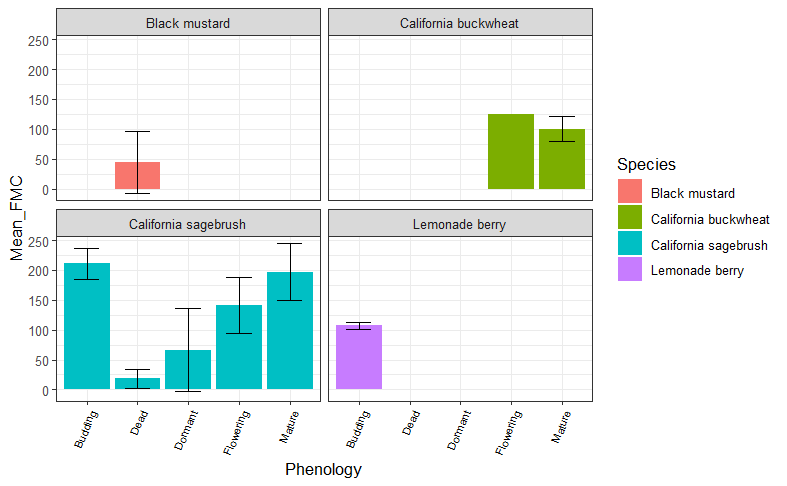 Black mustard
California buckwheat
250
200
150
100
50
0
California sagebrush
Lemonade berry
250
200
150
100
50
0
Mean_FMC
Budding
Dead
Dormant
Flowering
Mature
Budding
Dead
Dormant
Flowering
Mature
Phenology
Species
Black mustard
California buckwheat
California sagebrush
Lemonade berry